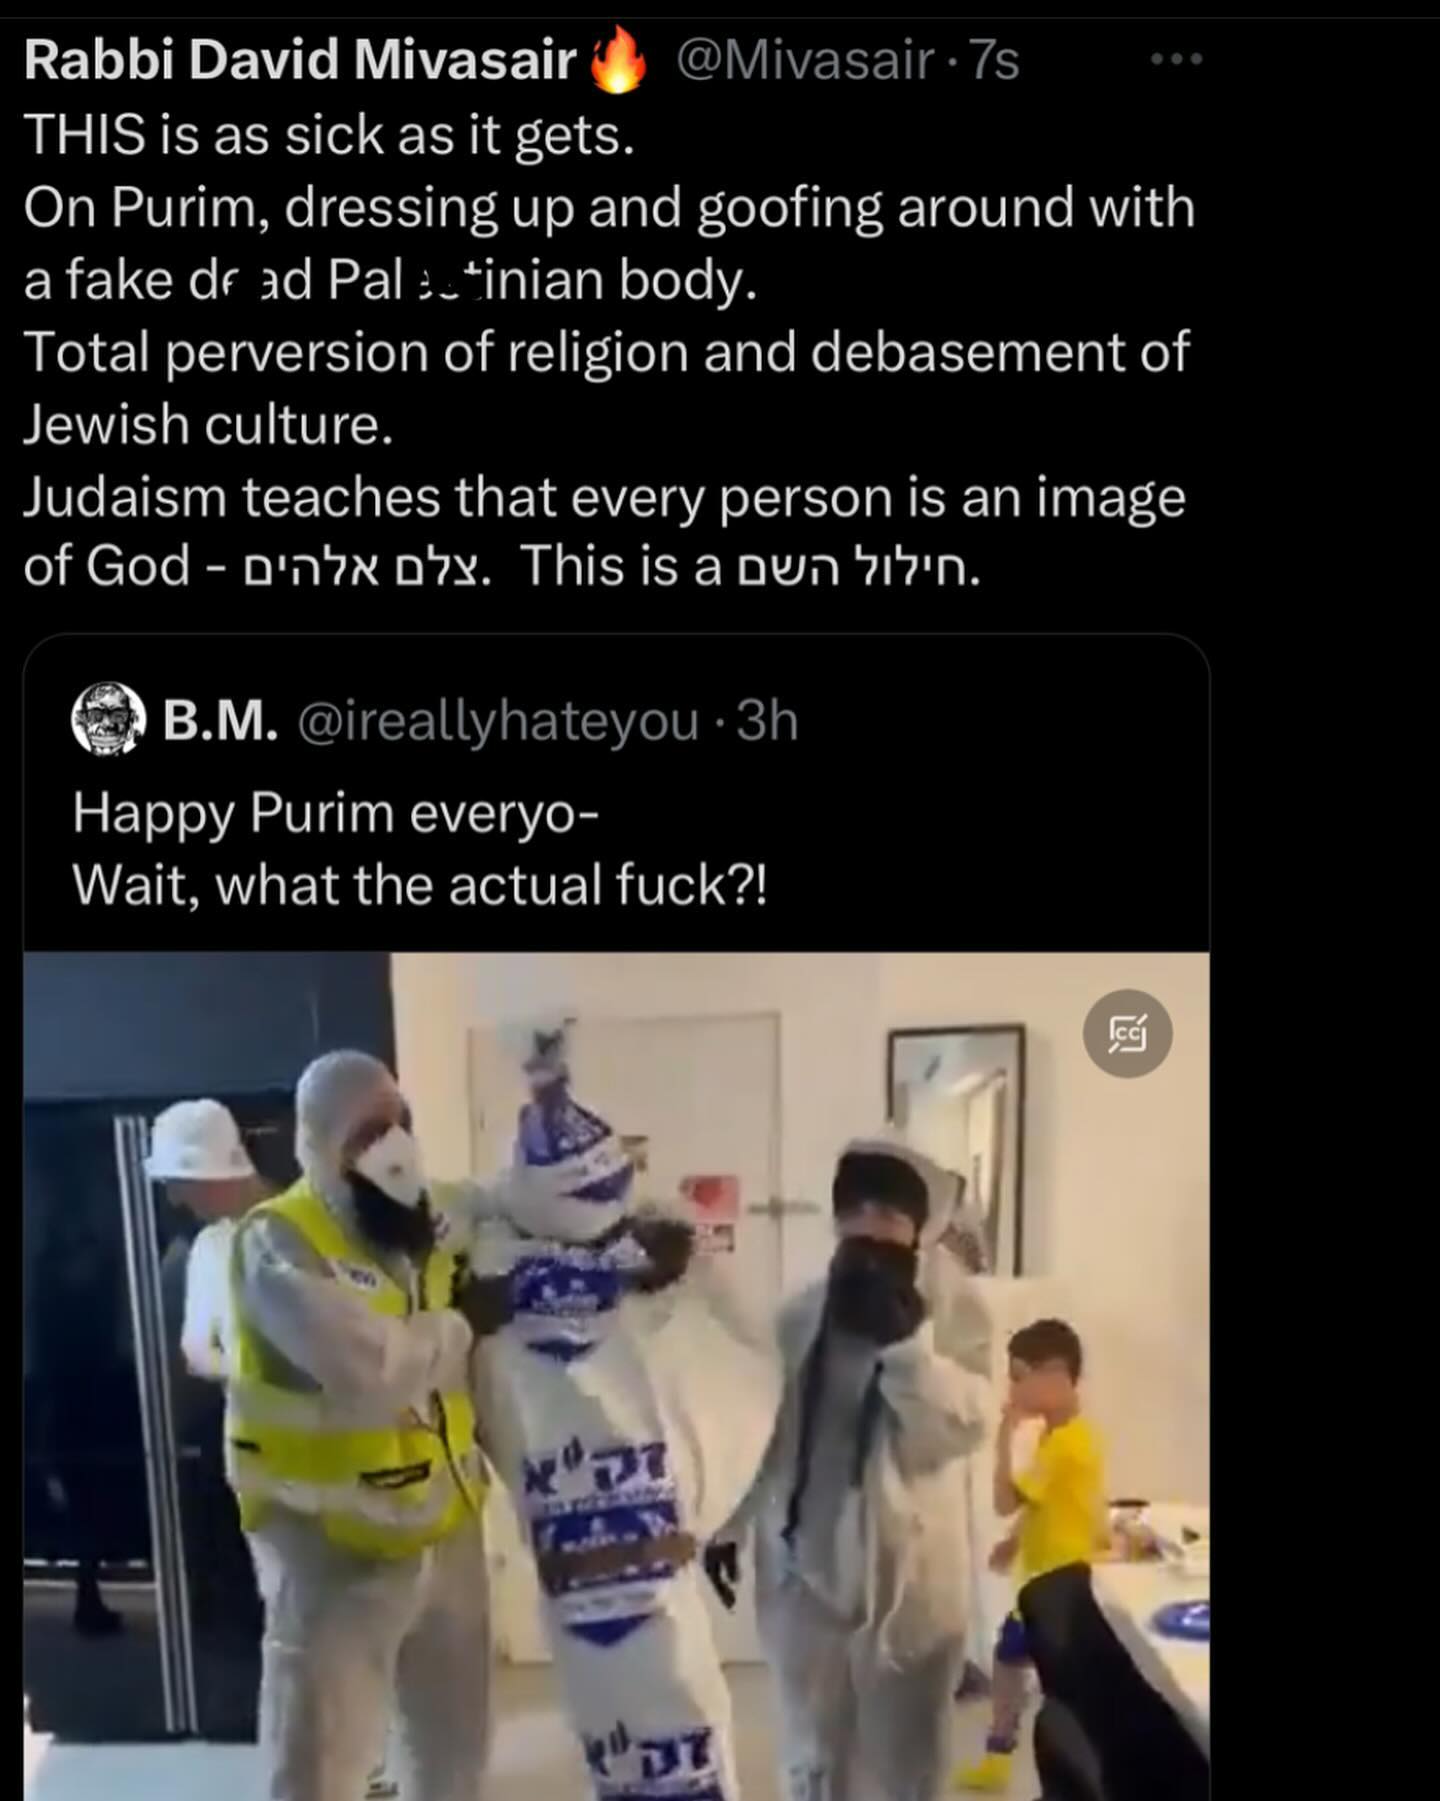 Rabbi David Mivasair🔥 @Mivasair · 7s
THIS is as sick as it gets.
On Purim, dressing up and goofing around with
a fake dead Palestinian body.
Total perversion of religion and debasement of
Jewish culture.
Judaism teaches that every person is an image
of God - צלם אלהים. This is a חילול השם.
B.M. @ireallyhateyou · 3h
Happy Purim everyo-
Wait, what the actual fuck?!
CC
זק"א
זק"א